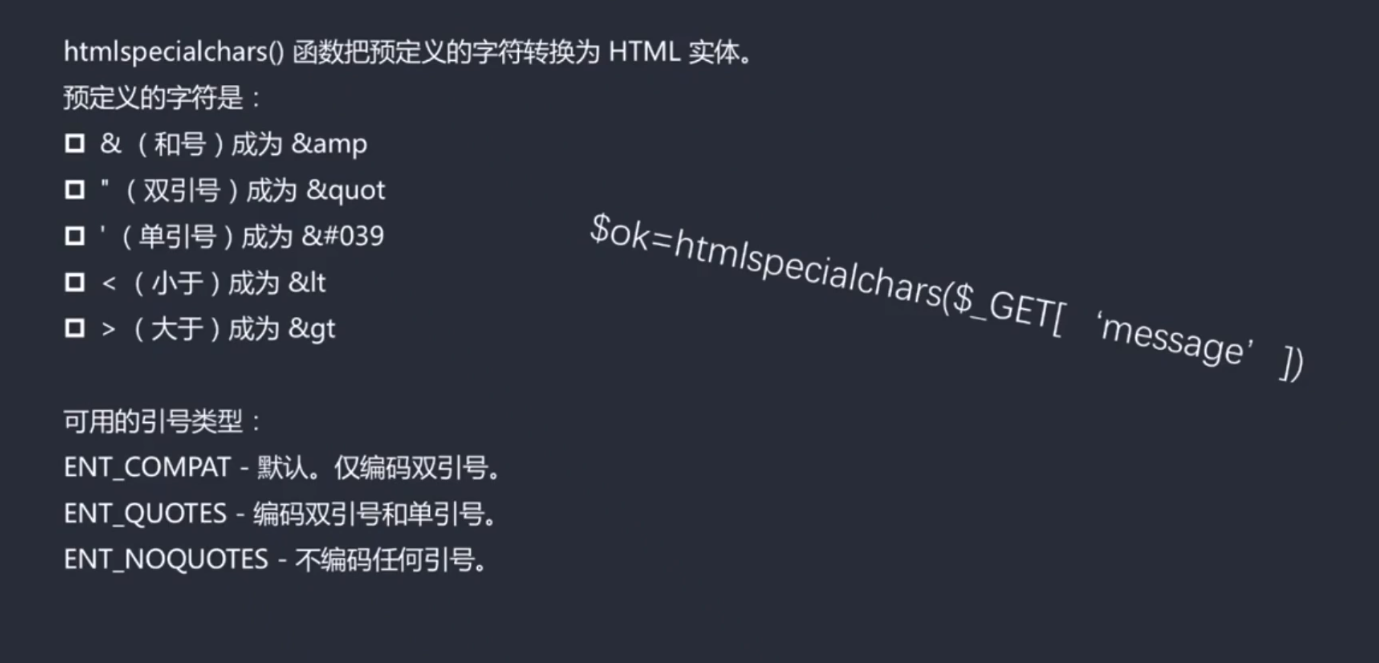 htmlspecialchars() 函数把预定义的字符转换为 HTML 实体。
预定义的字符是：
& （和号）成为 &amp
" （双引号）成为 &quot
' （单引号）成为 &#039
< （小于）成为 &lt
> （大于）成为 &gt
$ok=htmlspecialchars($_GET[ ‘message’ ])
可用的引号类型：
ENT_COMPAT - 默认。仅编码双引号。
ENT_QUOTES - 编码双引号和单引号。
ENT_NOQUOTES - 不编码任何引号。